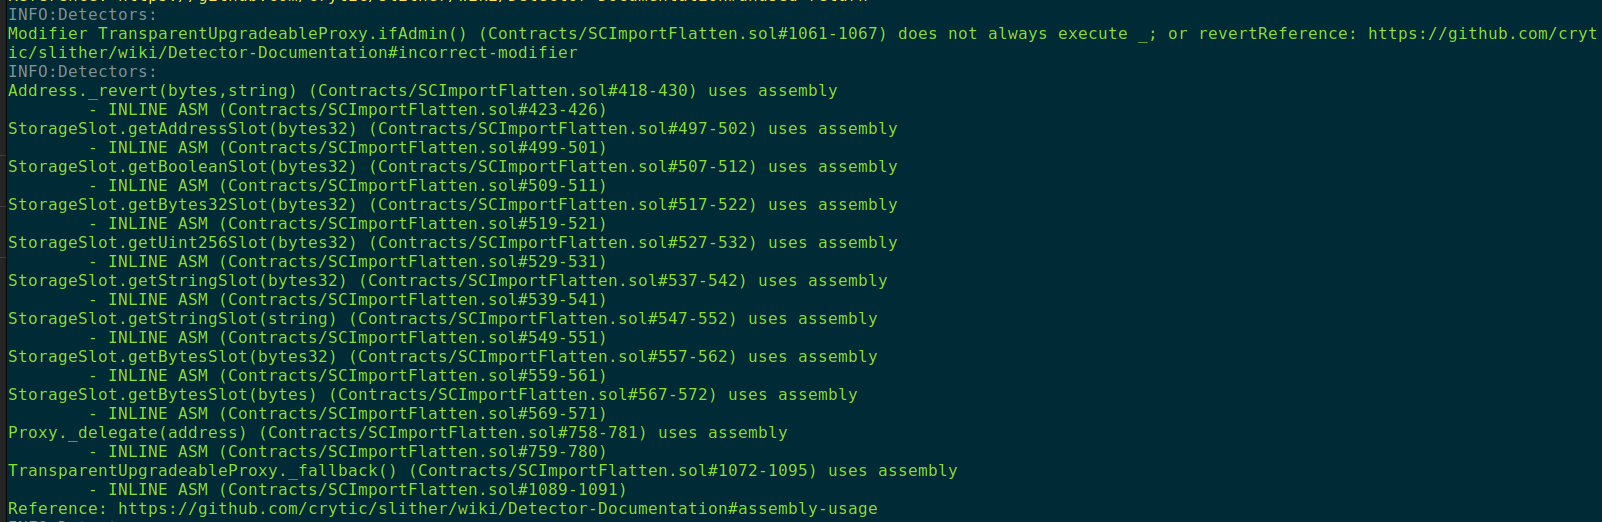 INFO:Detectors:
Modifier TransparentUpgradeableProxy.ifAdmin() (Contracts/SCImportFlatten.sol#1061-1067) does not always execute _; or revertReference: https://github.com/cryt
ic/slither/wiki/Detector-Documentation#incorrect-modifier
INFO:Detectors:
Address._revert(bytes,string) (Contracts/SCImportFlatten.sol#418-430) uses assembly
        - INLINE ASM (Contracts/SCImportFlatten.sol#423-426)
StorageSlot.getAddressSlot(bytes32) (Contracts/SCImportFlatten.sol#497-502) uses assembly
        - INLINE ASM (Contracts/SCImportFlatten.sol#499-501)
StorageSlot.getBooleanSlot(bytes32) (Contracts/SCImportFlatten.sol#507-512) uses assembly
        - INLINE ASM (Contracts/SCImportFlatten.sol#509-511)
StorageSlot.getBytes32Slot(bytes32) (Contracts/SCImportFlatten.sol#517-522) uses assembly
        - INLINE ASM (Contracts/SCImportFlatten.sol#519-521)
StorageSlot.getUint256Slot(bytes32) (Contracts/SCImportFlatten.sol#527-532) uses assembly
        - INLINE ASM (Contracts/SCImportFlatten.sol#529-531)
StorageSlot.getStringSlot(bytes32) (Contracts/SCImportFlatten.sol#537-542) uses assembly
        - INLINE ASM (Contracts/SCImportFlatten.sol#539-541)
StorageSlot.getStringSlot(string) (Contracts/SCImportFlatten.sol#547-552) uses assembly
        - INLINE ASM (Contracts/SCImportFlatten.sol#549-551)
StorageSlot.getBytesSlot(bytes32) (Contracts/SCImportFlatten.sol#557-562) uses assembly
        - INLINE ASM (Contracts/SCImportFlatten.sol#559-561)
StorageSlot.getBytesSlot(bytes) (Contracts/SCImportFlatten.sol#567-572) uses assembly
        - INLINE ASM (Contracts/SCImportFlatten.sol#569-571)
Proxy._delegate(address) (Contracts/SCImportFlatten.sol#758-781) uses assembly
        - INLINE ASM (Contracts/SCImportFlatten.sol#759-780)
TransparentUpgradeableProxy._fallback() (Contracts/SCImportFlatten.sol#1072-1095) uses assembly
        - INLINE ASM (Contracts/SCImportFlatten.sol#1089-1091)
Reference: https://github.com/crytic/slither/wiki/Detector-Documentation#assembly-usage